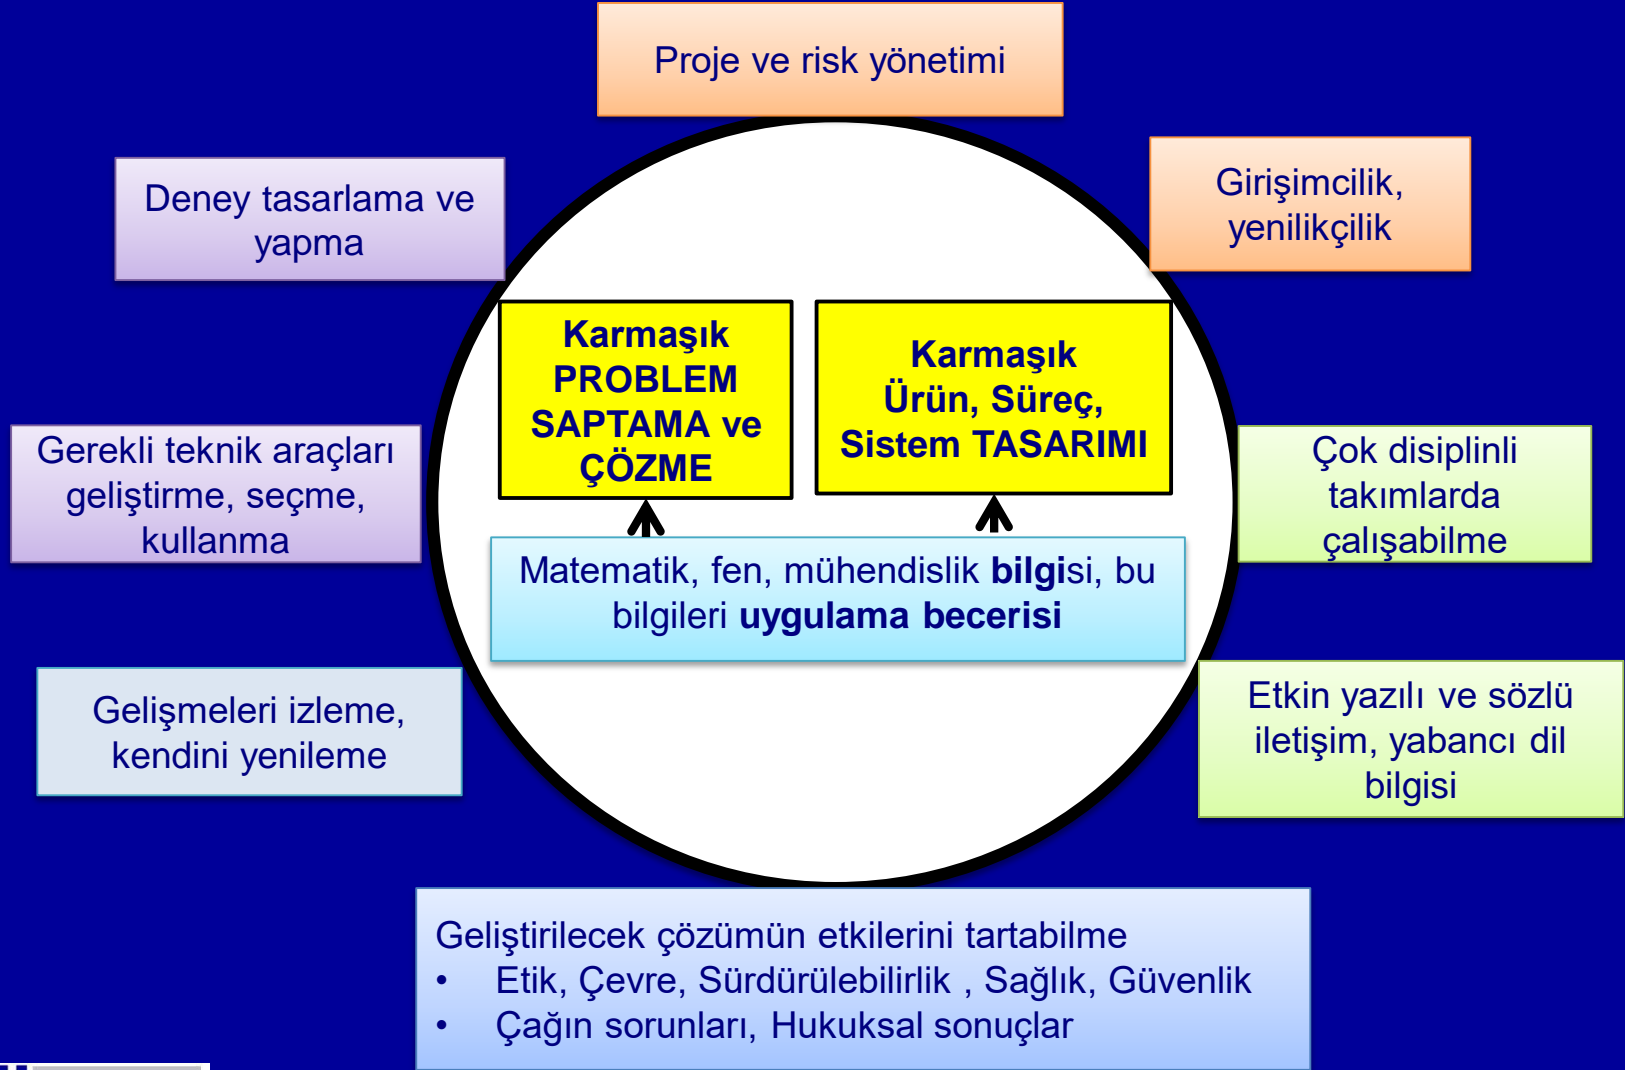 Proje ve risk yönetimi
Deney tasarlama ve
yapma
Girişimcilik,
yenilikçilik
Karmaşık
PROBLEM
SAPTAMA ve
ÇÖZME
Karmaşık
Ürün, Süreç,
Sistem TASARIMI
Gerekli teknik araçları
geliştirme, seçme,
kullanma
Çok disiplinli
takımlarda
çalışabilme
Matematik, fen, mühendislik bilgisi, bu
bilgileri uygulama becerisi
Gelişmeleri izleme,
kendini yenileme
Etkin yazılı ve sözlü
iletişim, yabancı dil
bilgisi
Geliştirilecek çözümün etkilerini tartabilme
• Etik, Çevre, Sürdürülebilirlik , Sağlık, Güvenlik
• Çağın sorunları, Hukuksal sonuçlar